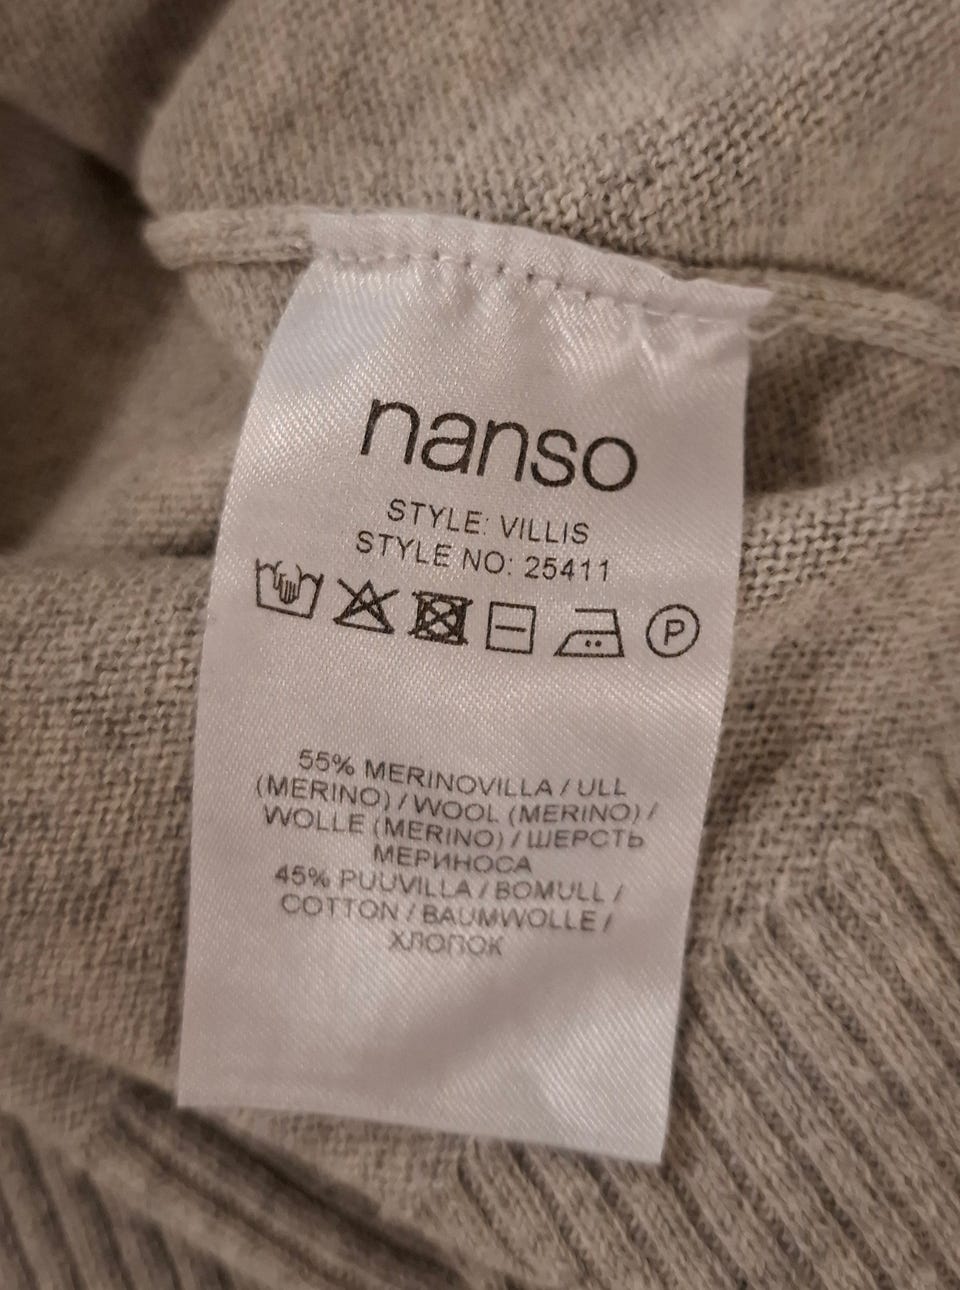 nanso
STYLE: VILLIS
STYLE NO: 25411
P
55% MERINOVILLA / ULL
(MERINO) / WOOL (MERINO) /
WOLLE (MERINO) / ШЕРСТЬ
МЕРИНОСА
45% PUUVILLA / BOMULL /
COTTON / BAUMWOLLE /
ХЛОПОК